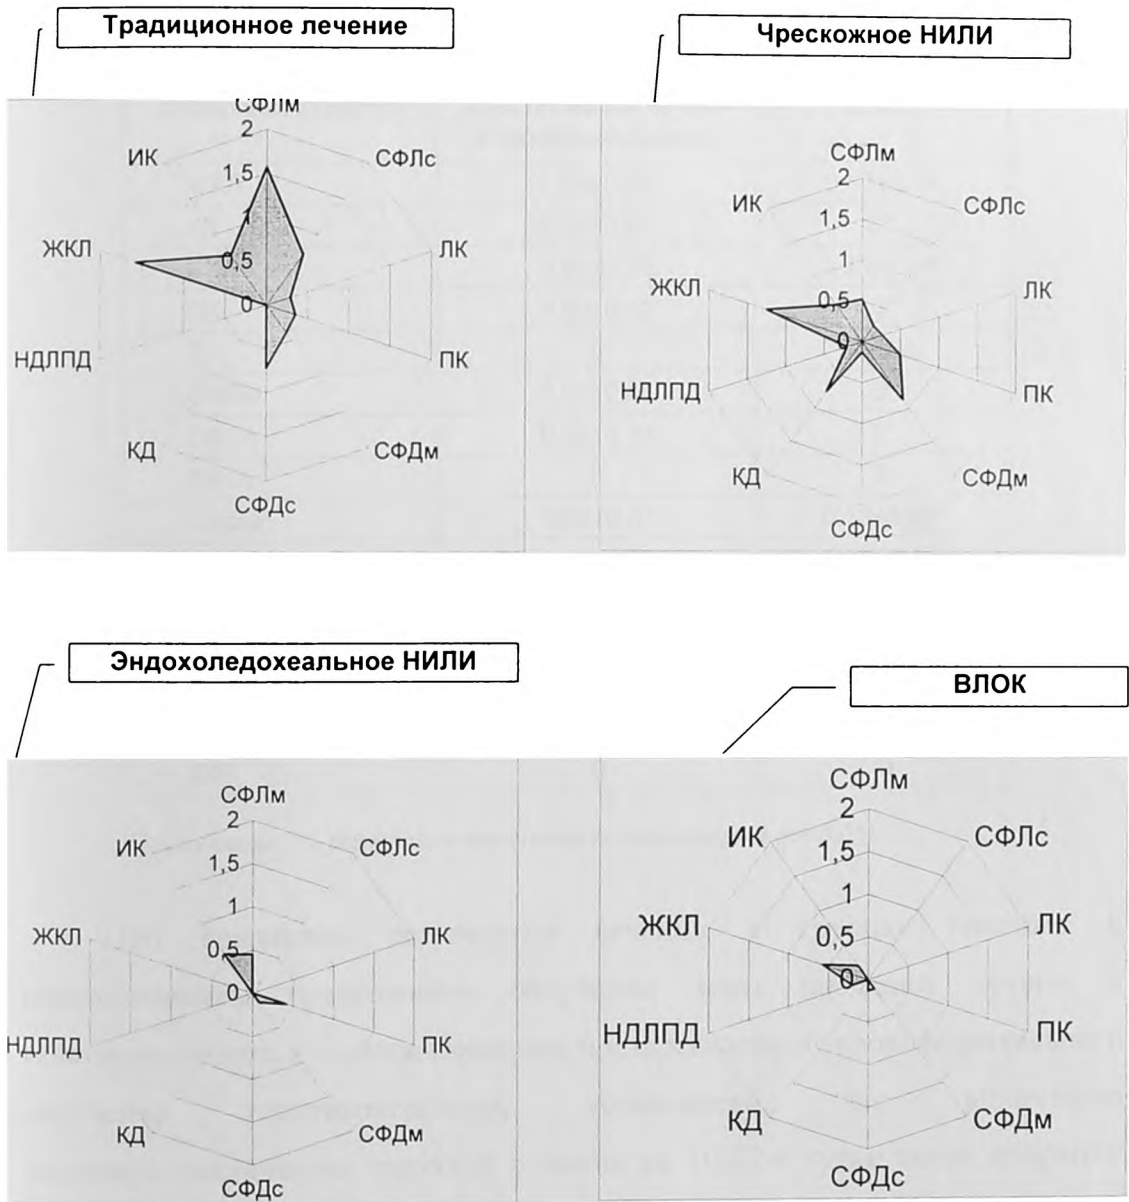 Традиционное лечение
Чрескожное НИЛИ
СФЛм
2
ИК
СФЛс
1,5
1
ЖКЛ
ЛК
0,5
0
НДЛПД
ПК
КД
СФДм
СФДс
СФЛм
2
ИК
СФЛс
1,5
1
ЖКЛ
ЛК
0,5
0
НДЛПД
ПК
КД
СФДм
СФДс
Эндохоледохеальное НИЛИ
ВЛОК
СФЛм
2
ИК
СФЛс
1,5
1
ЖКЛ
ЛК
0,5
0
НДЛПД
ПК
КД
СФДм
СФДс
СФЛм
2
ИК
СФЛс
1,5
1
ЖКЛ
ЛК
0,5
0
НДЛПД
ПК
КД
СФДм
СФДс